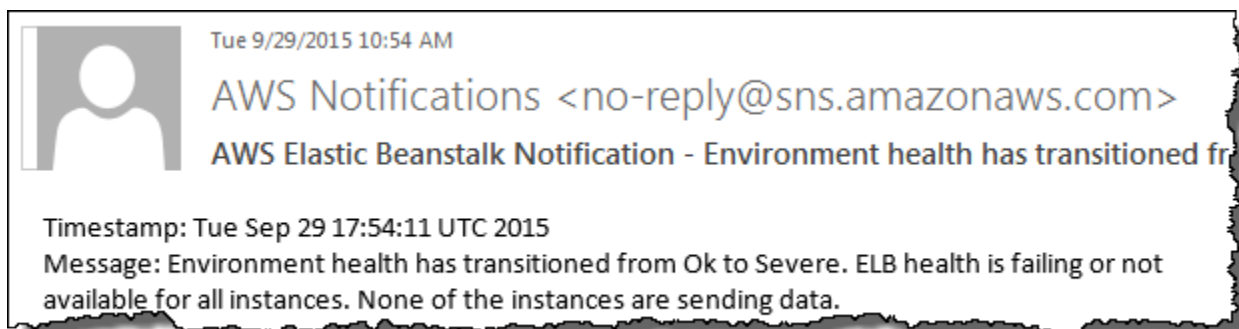 Tue 9/29/2015 10:54 AM
AWS Notifications <no-reply@sns.amazonaws.com>
AWS Elastic Beanstalk Notification - Environment health has transitioned
Timestamp: Tue Sep 29 17:54:11 UTC 2015
Message: Environment health has transitioned from Ok to Severe. ELB health is failing or not
available for all instances. None of the instances are sending data.